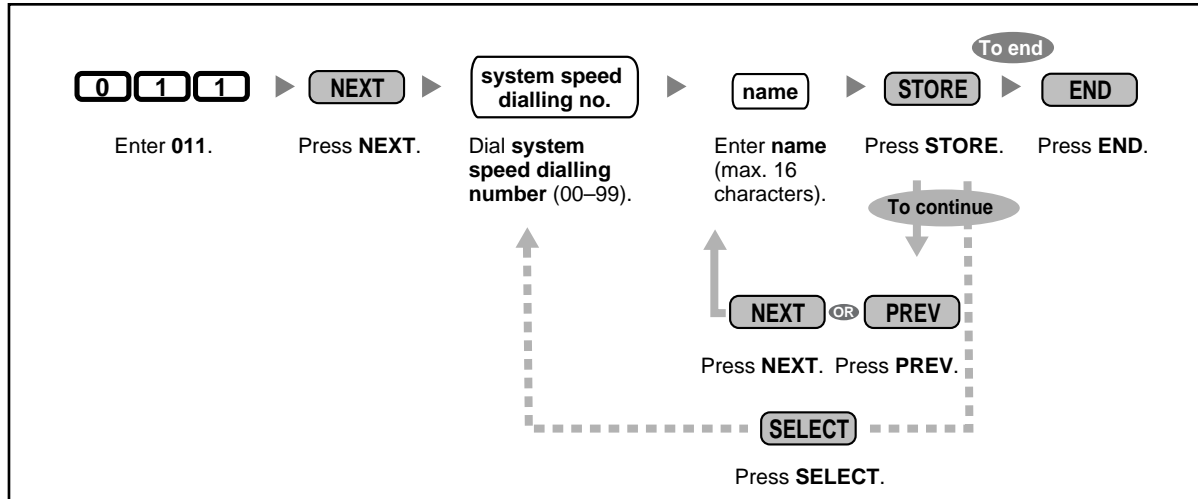 To end
0 1 1 NEXT system speed dialling no. name STORE END
Enter 011. Press NEXT. Dial system speed dialling number (00–99). Enter name (max. 16 characters). Press STORE. Press END.
To continue
NEXT OR PREV
Press NEXT. Press PREV.
SELECT
Press SELECT.